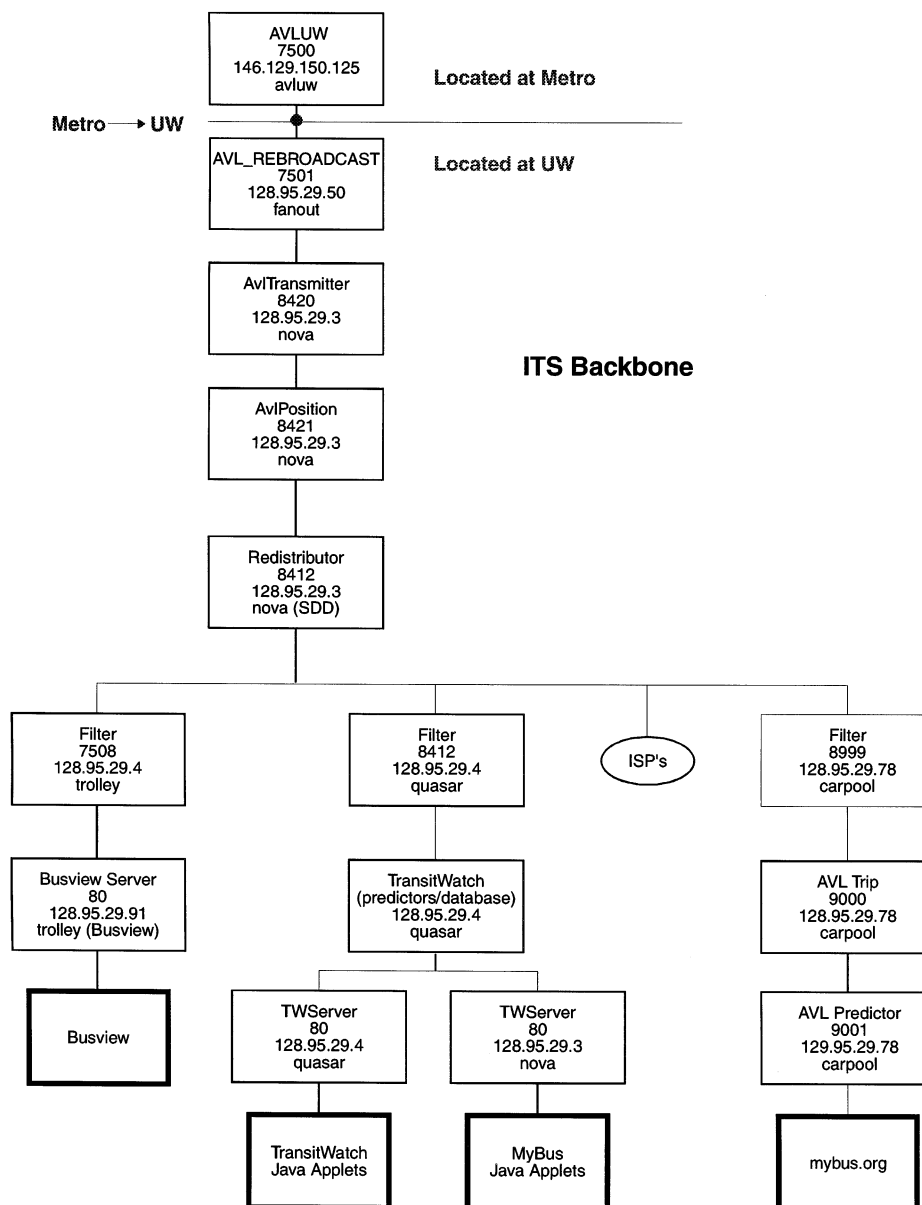 AVLUW
7500
146.129.150.125
avluw
Located at Metro
Metro → UW
AVL_REBROADCAST
7501
128.95.29.50
fanout
Located at UW
AvlTransmitter
8420
128.95.29.3
nova
ITS Backbone
AvlPosition
8421
128.95.29.3
nova
Redistributor
8412
128.95.29.3
nova (SDD)
Filter
7508
128.95.29.4
trolley
Filter
8412
128.95.29.4
quasar
ISP's
Filter
8999
128.95.29.78
carpool
Busview Server
80
128.95.29.91
trolley (Busview)
TransitWatch
(predictors/database)
128.95.29.4
quasar
AVL Trip
9000
128.95.29.78
carpool
Busview
TWServer
80
128.95.29.4
quasar
TWServer
80
128.95.29.3
nova
AVL Predictor
9001
129.95.29.78
carpool
TransitWatch
Java Applets
MyBus
Java Applets
mybus.org